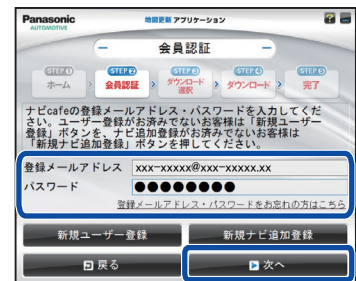 Panasonic
AUTOMOTIVE
地図更新 アプリケーション
会員認証
STEP① STEP② STEP③ STEP④ STEP⑤
ホーム 会員認証 ダウンロード選択 ダウンロード 完了
ナビcafeの登録メールアドレス・パスワードを入力してくだ
さい。ユーザー登録がお済みでないお客様は「新規ユーザー
登録」ボタンを、ナビ追加登録がお済みでないお客様は
「新規ナビ追加登録」ボタンを押してください。
登録メールアドレス xxx-xxxxx@xxx-xxxxx.xx
パスワード ●●●●●●●●
登録メールアドレス・パスワードをお忘れの方はこちら
新規ユーザー登録 新規ナビ追加登録
戻る 次へ